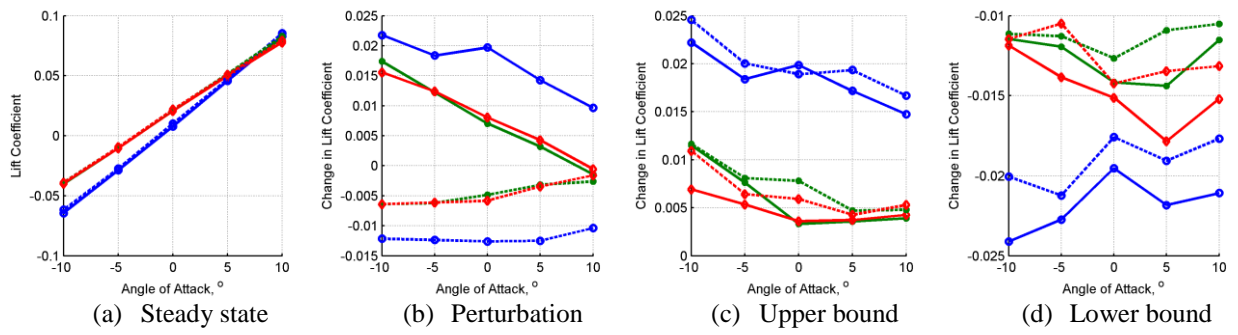 0.1
0.05
0
-0.05
-0.1
Lift Coefficient
-10 -5 0 5 10
Angle of Attack, °
(a) Steady state
0.025
0.02
0.015
0.01
0.005
0
-0.005
-0.01
-0.015
Change in Lift Coefficient
-10 -5 0 5 10
Angle of Attack, °
(b) Perturbation
0.025
0.02
0.015
0.01
0.005
0
Change in Lift Coefficient
-10 -5 0 5 10
Angle of Attack, °
(c) Upper bound
-0.01
-0.015
-0.02
-0.025
Change in Lift Coefficient
-10 -5 0 5 10
Angle of Attack, °
(d) Lower bound